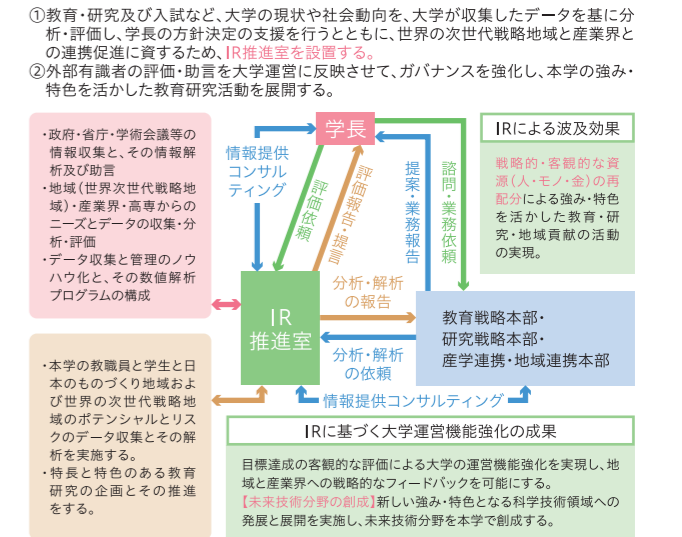 ①教育・研究及び入試など、大学の現状や社会動向を、大学が収集したデータを基に分
析・評価し、学長の方針決定の支援を行うとともに、世界の次世代戦略地域と産業界と
の連携促進に資するため、IR推進室を設置する。
②外部有識者の評価・助言を大学運営に反映させて、ガバナンスを強化し、本学の強み・
特色を活かした教育研究活動を展開する。
・政府・省庁・学術会議等の
情報収集と、その情報解
析及び助言
・地域(世界次世代戦略地
域)・産業界・高専からの
ニーズとデータの収集・分
析・評価
・データ収集と管理のノウ
ハウ化と、その数値解析
プログラムの構成
学長
情報提供
コンサル
ティング
評価依頼
評価報告・提言
提案・業務報告
諮問・業務依頼
IRによる波及効果
戦略的・客観的な資
源(人・モノ・金)の再
配分による強み・特色
を活かした教育・研
究・地域貢献の活動
の実現。
IR
推進室
分析・解析
の報告
分析・解析
の依頼
教育戦略本部・
研究戦略本部・
産学連携・地域連携本部
情報提供コンサルティング
・本学の教職員と学生と日
本のものづくり地域およ
び世界の次世代戦略地
域のポテンシャルとリス
クのデータ収集とその解
析を実施する。
・特長と特色のある教育
研究の企画とその推進
をする。
IRに基づく大学運営機能強化の成果
目標達成の客観的な評価による大学の運営機能強化を実現し、地
域と産業界への戦略的なフィードバックを可能にする。
【未来技術分野の創成】新しい強み・特色となる科学技術領域への
発展と展開を実施し、未来技術分野を本学で創成する。